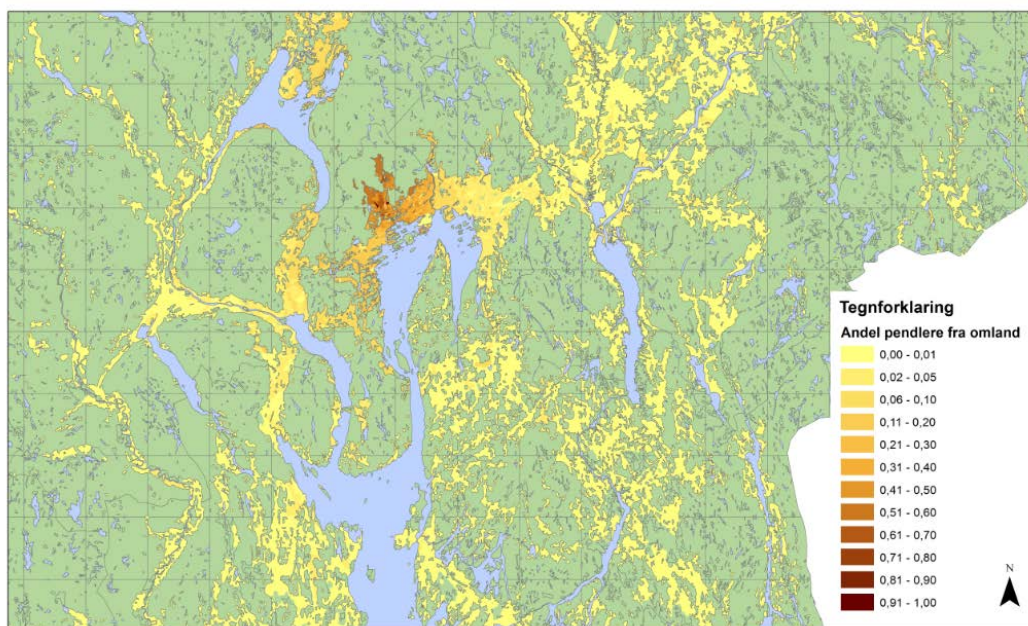 Tegnforklaring
Andel pendlere fra omland
0,00 - 0,01
0,02 - 0,05
0,06 - 0,10
0,11 - 0,20
0,21 - 0,30
0,31 - 0,40
0,41 - 0,50
0,51 - 0,60
0,61 - 0,70
0,71 - 0,80
0,81 - 0,90
0,91 - 1,00
N